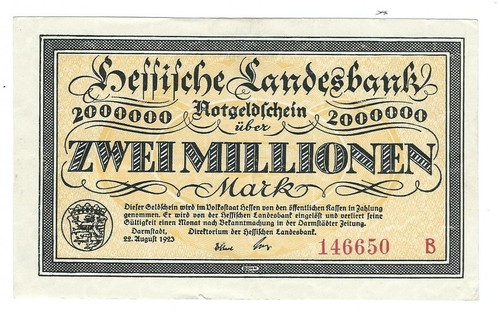 Hessische Landesbank
2000000 Notgeldschein 2000000
über
ZWEI MILLIONEN
Mark
Dieser Geldschein wird im Volksstaat Hessen von den öffentlichen Kassen in Zahlung
genommen. Er wird von der Hessischen Landesbank eingelöst und verliert seine
Gültigkeit einen Monat nach Bekanntmachung in der Darmstädter Zeitung.
Darmstadt, Direktorium der Hessischen Landesbank.
22. August 1923
146650 B